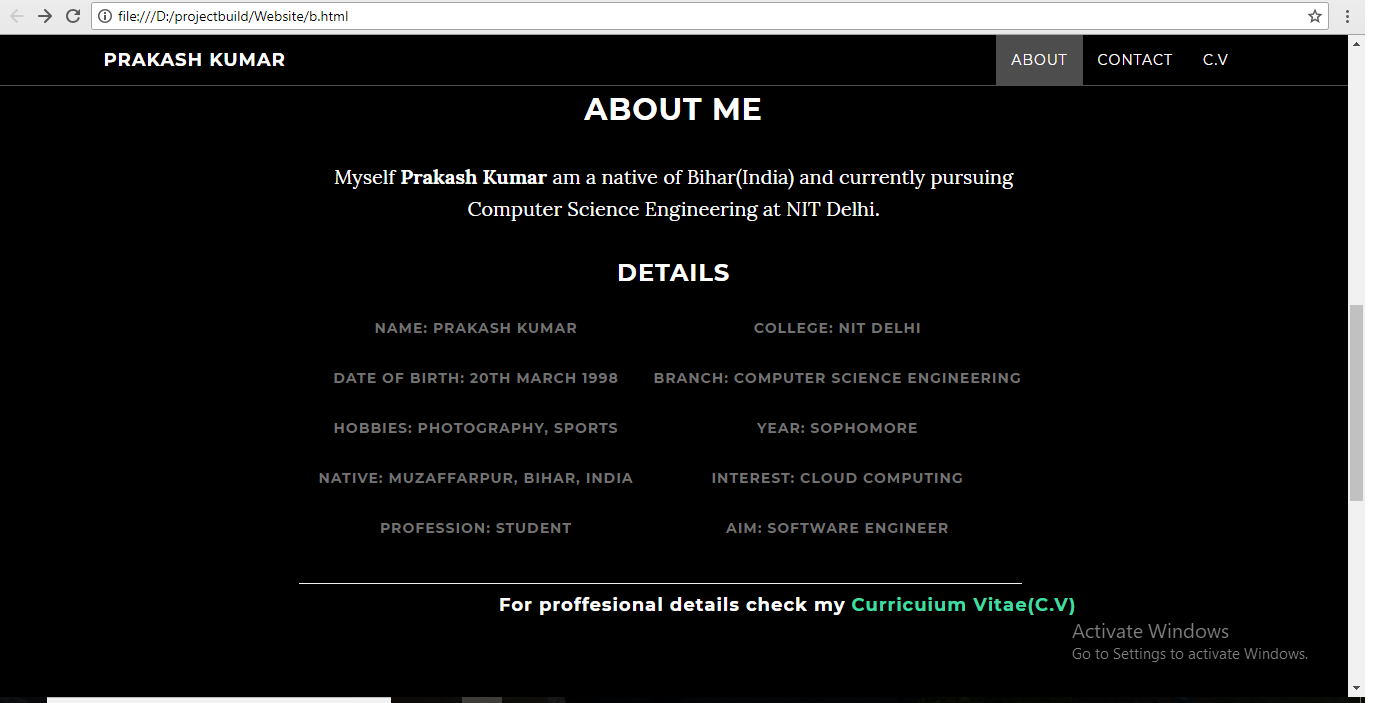 file:///D:/projectbuild/Website/b.html
PRAKASH KUMAR ABOUT CONTACT C.V
ABOUT ME
Myself Prakash Kumar am a native of Bihar(India) and currently pursuing
Computer Science Engineering at NIT Delhi.
DETAILS
NAME: PRAKASH KUMAR COLLEGE: NIT DELHI
DATE OF BIRTH: 20TH MARCH 1998 BRANCH: COMPUTER SCIENCE ENGINEERING
HOBBIES: PHOTOGRAPHY, SPORTS YEAR: SOPHOMORE
NATIVE: MUZAFFARPUR, BIHAR, INDIA INTEREST: CLOUD COMPUTING
PROFESSION: STUDENT AIM: SOFTWARE ENGINEER
For proffesional details check my Curricuium Vitae(C.V)
Activate Windows
Go to Settings to activate Windows.